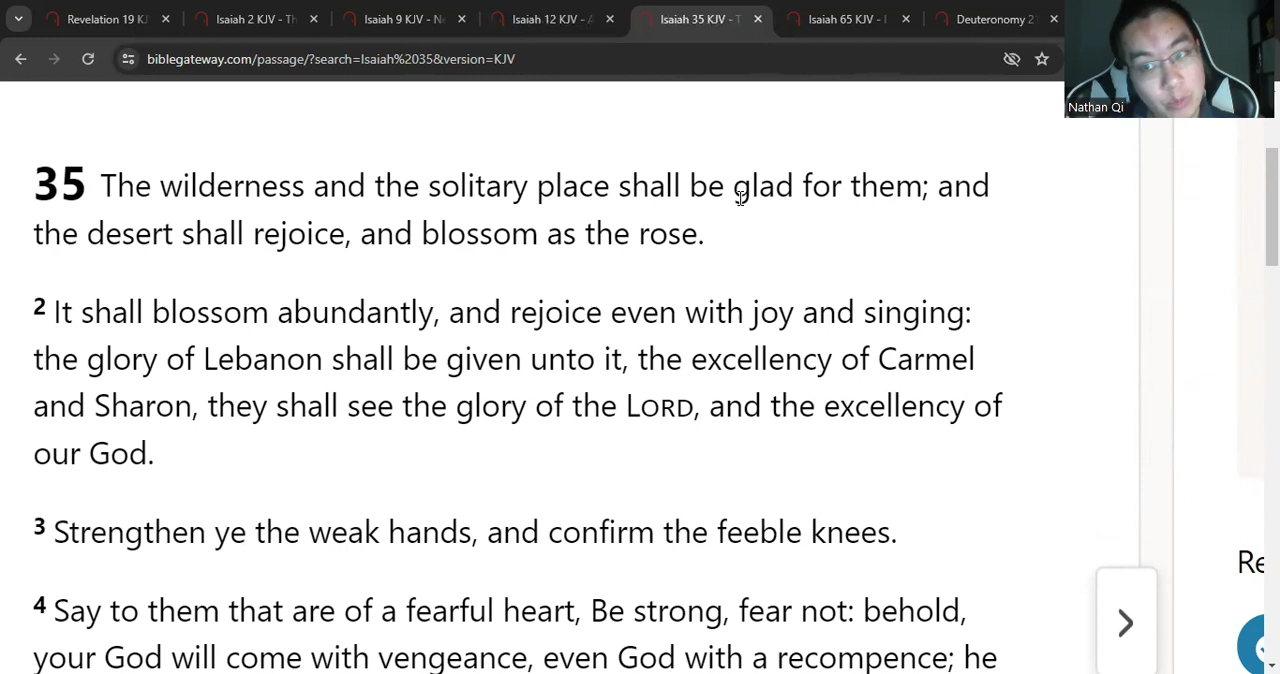 Revelation 19 KJ
Isaiah 2 KJV - Th
Isaiah 9 KJV - Ne
Isaiah 12 KJV - A
Isaiah 35 KJV - T
Isaiah 65 KJV - I
Deuteronomy 2
biblegateway.com/passage/?search=Isaiah%2035&version=KJV
Nathan Qi
35 The wilderness and the solitary place shall be glad for them; and
the desert shall rejoice, and blossom as the rose.
2 It shall blossom abundantly, and rejoice even with joy and singing:
the glory of Lebanon shall be given unto it, the excellency of Carmel
and Sharon, they shall see the glory of the LORD, and the excellency of
our God.
3 Strengthen ye the weak hands, and confirm the feeble knees.
4 Say to them that are of a fearful heart, Be strong, fear not: behold,
your God will come with vengeance, even God with a recompence; he
Re